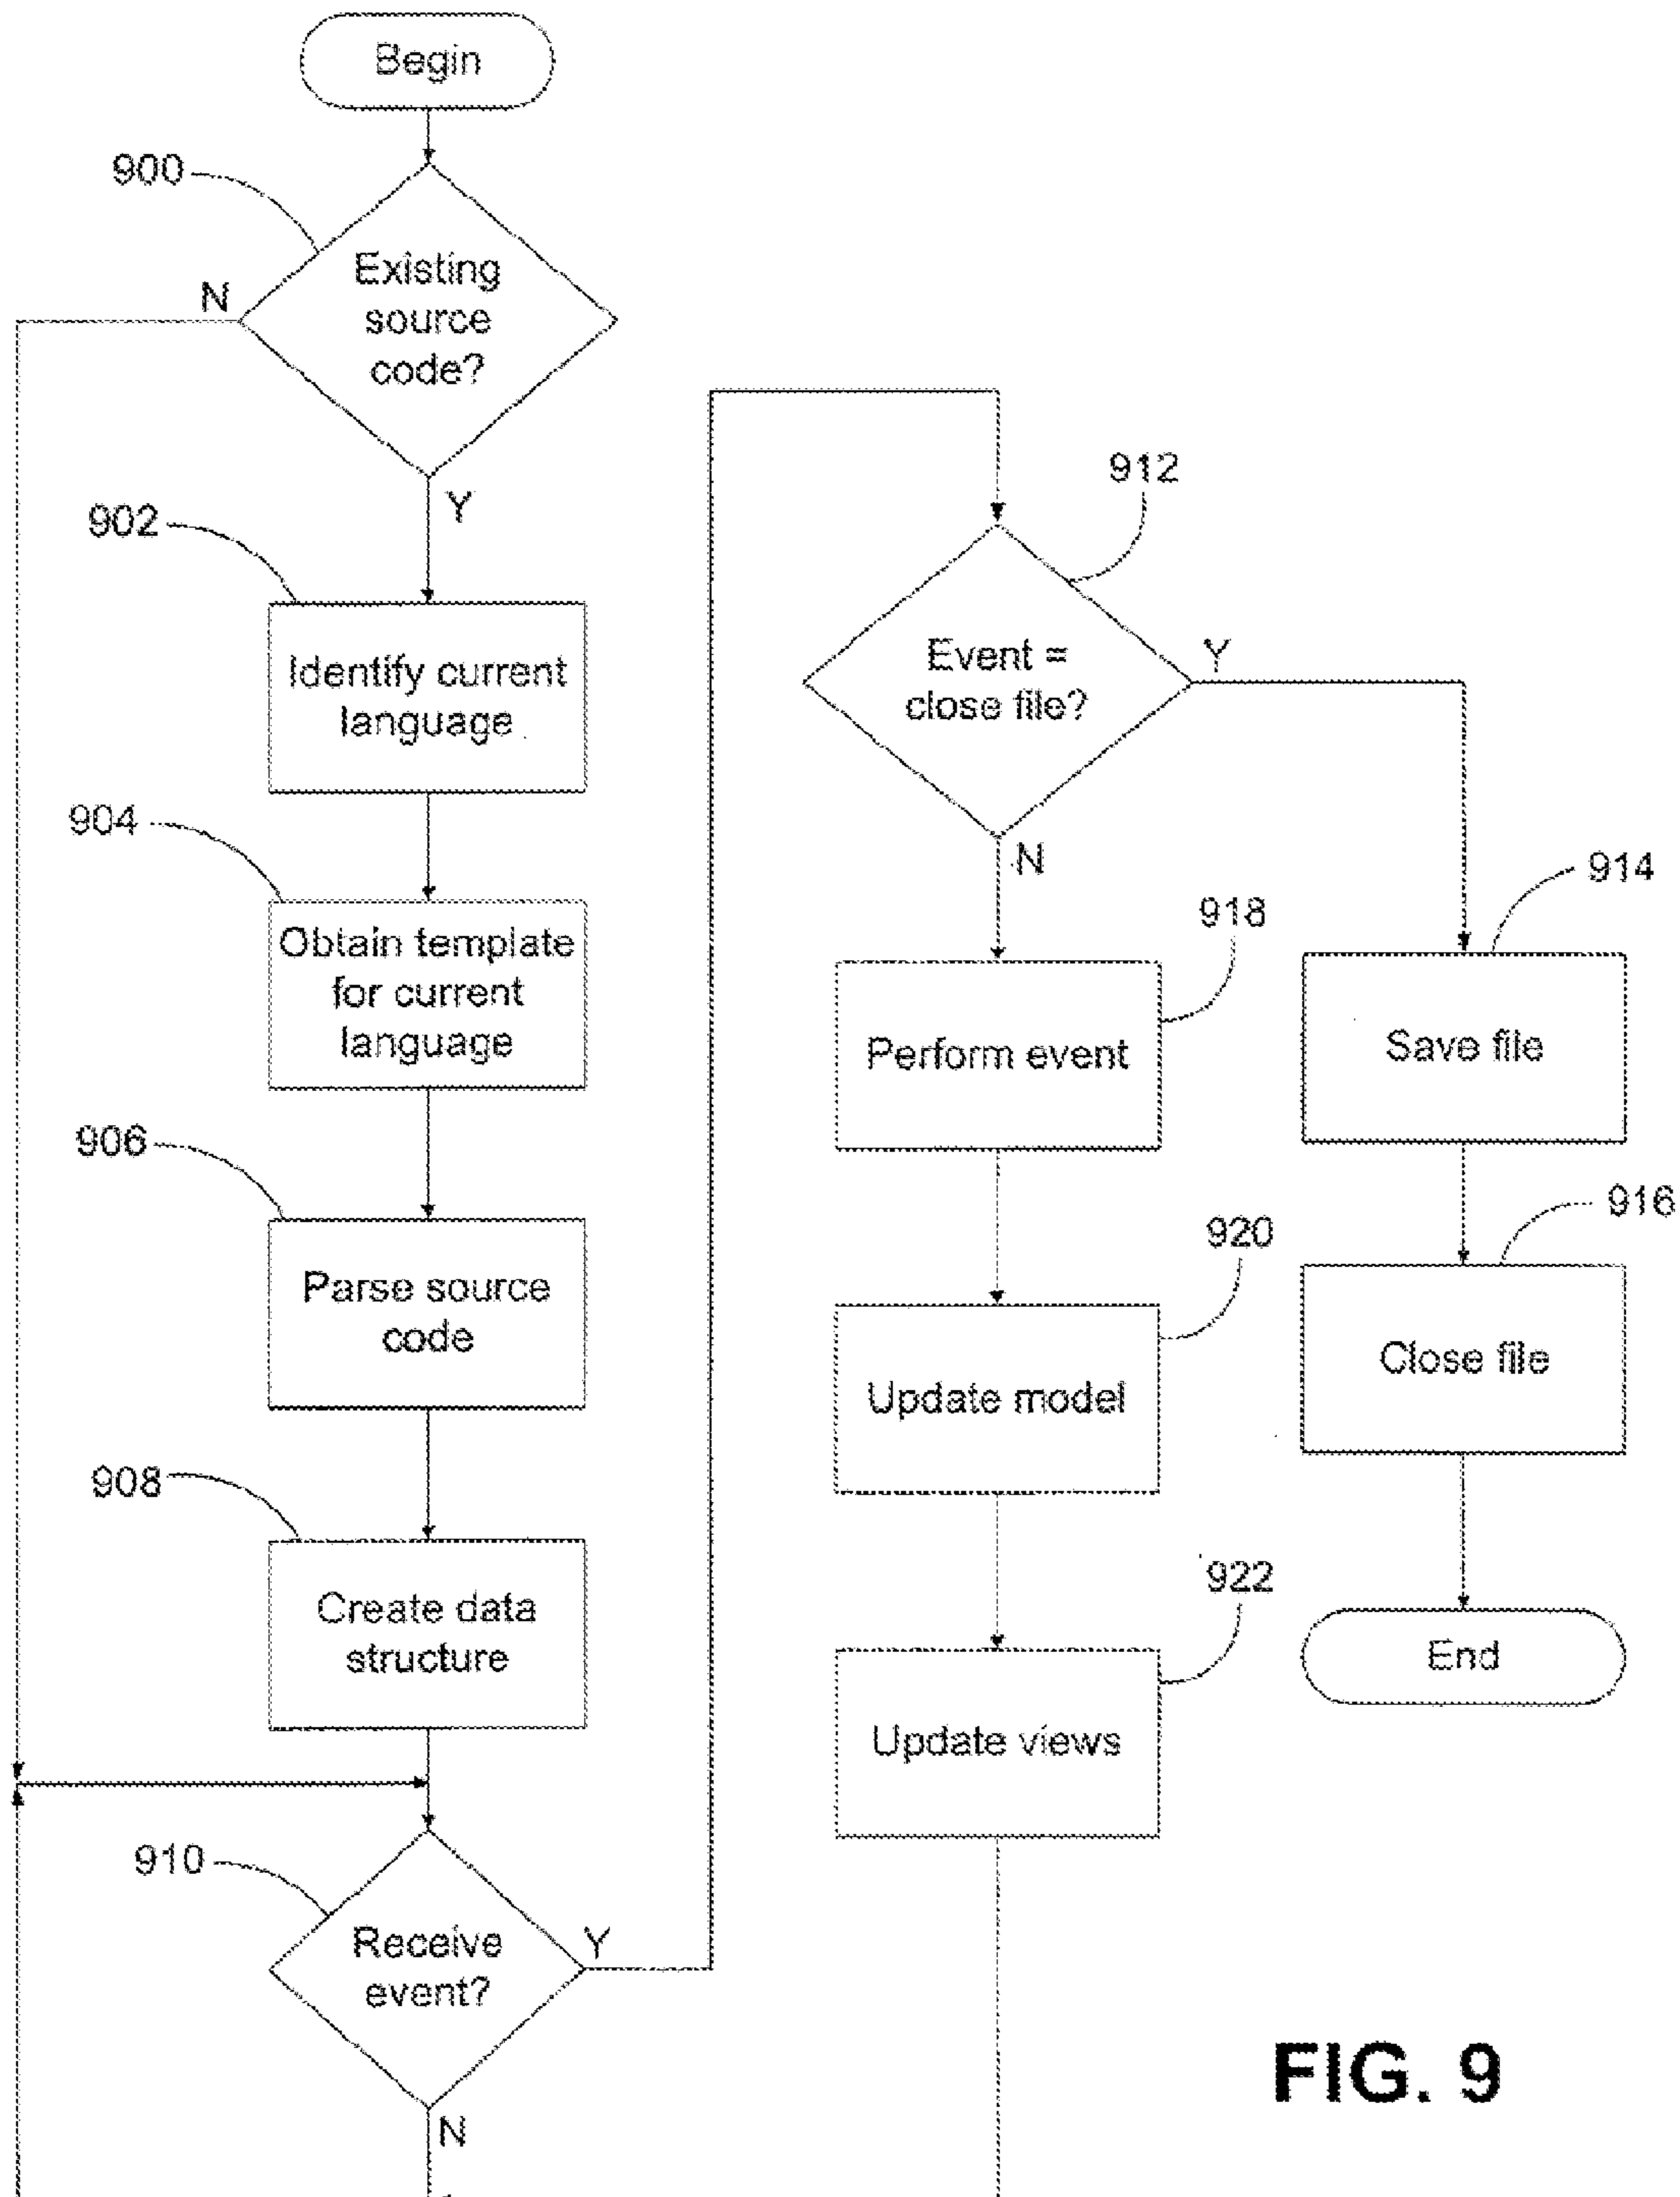 Begin
900
Existing
source
code?
N
Y
902
Identify current
language
904
Obtain template
for current
language
906
Parse source
code
908
Create data
structure
910
Receive
event?
Y
N
912
Event =
close file?
Y
N
914
Save file
916
Close file
End
918
Perform event
920
Update model
922
Update views
FIG. 9